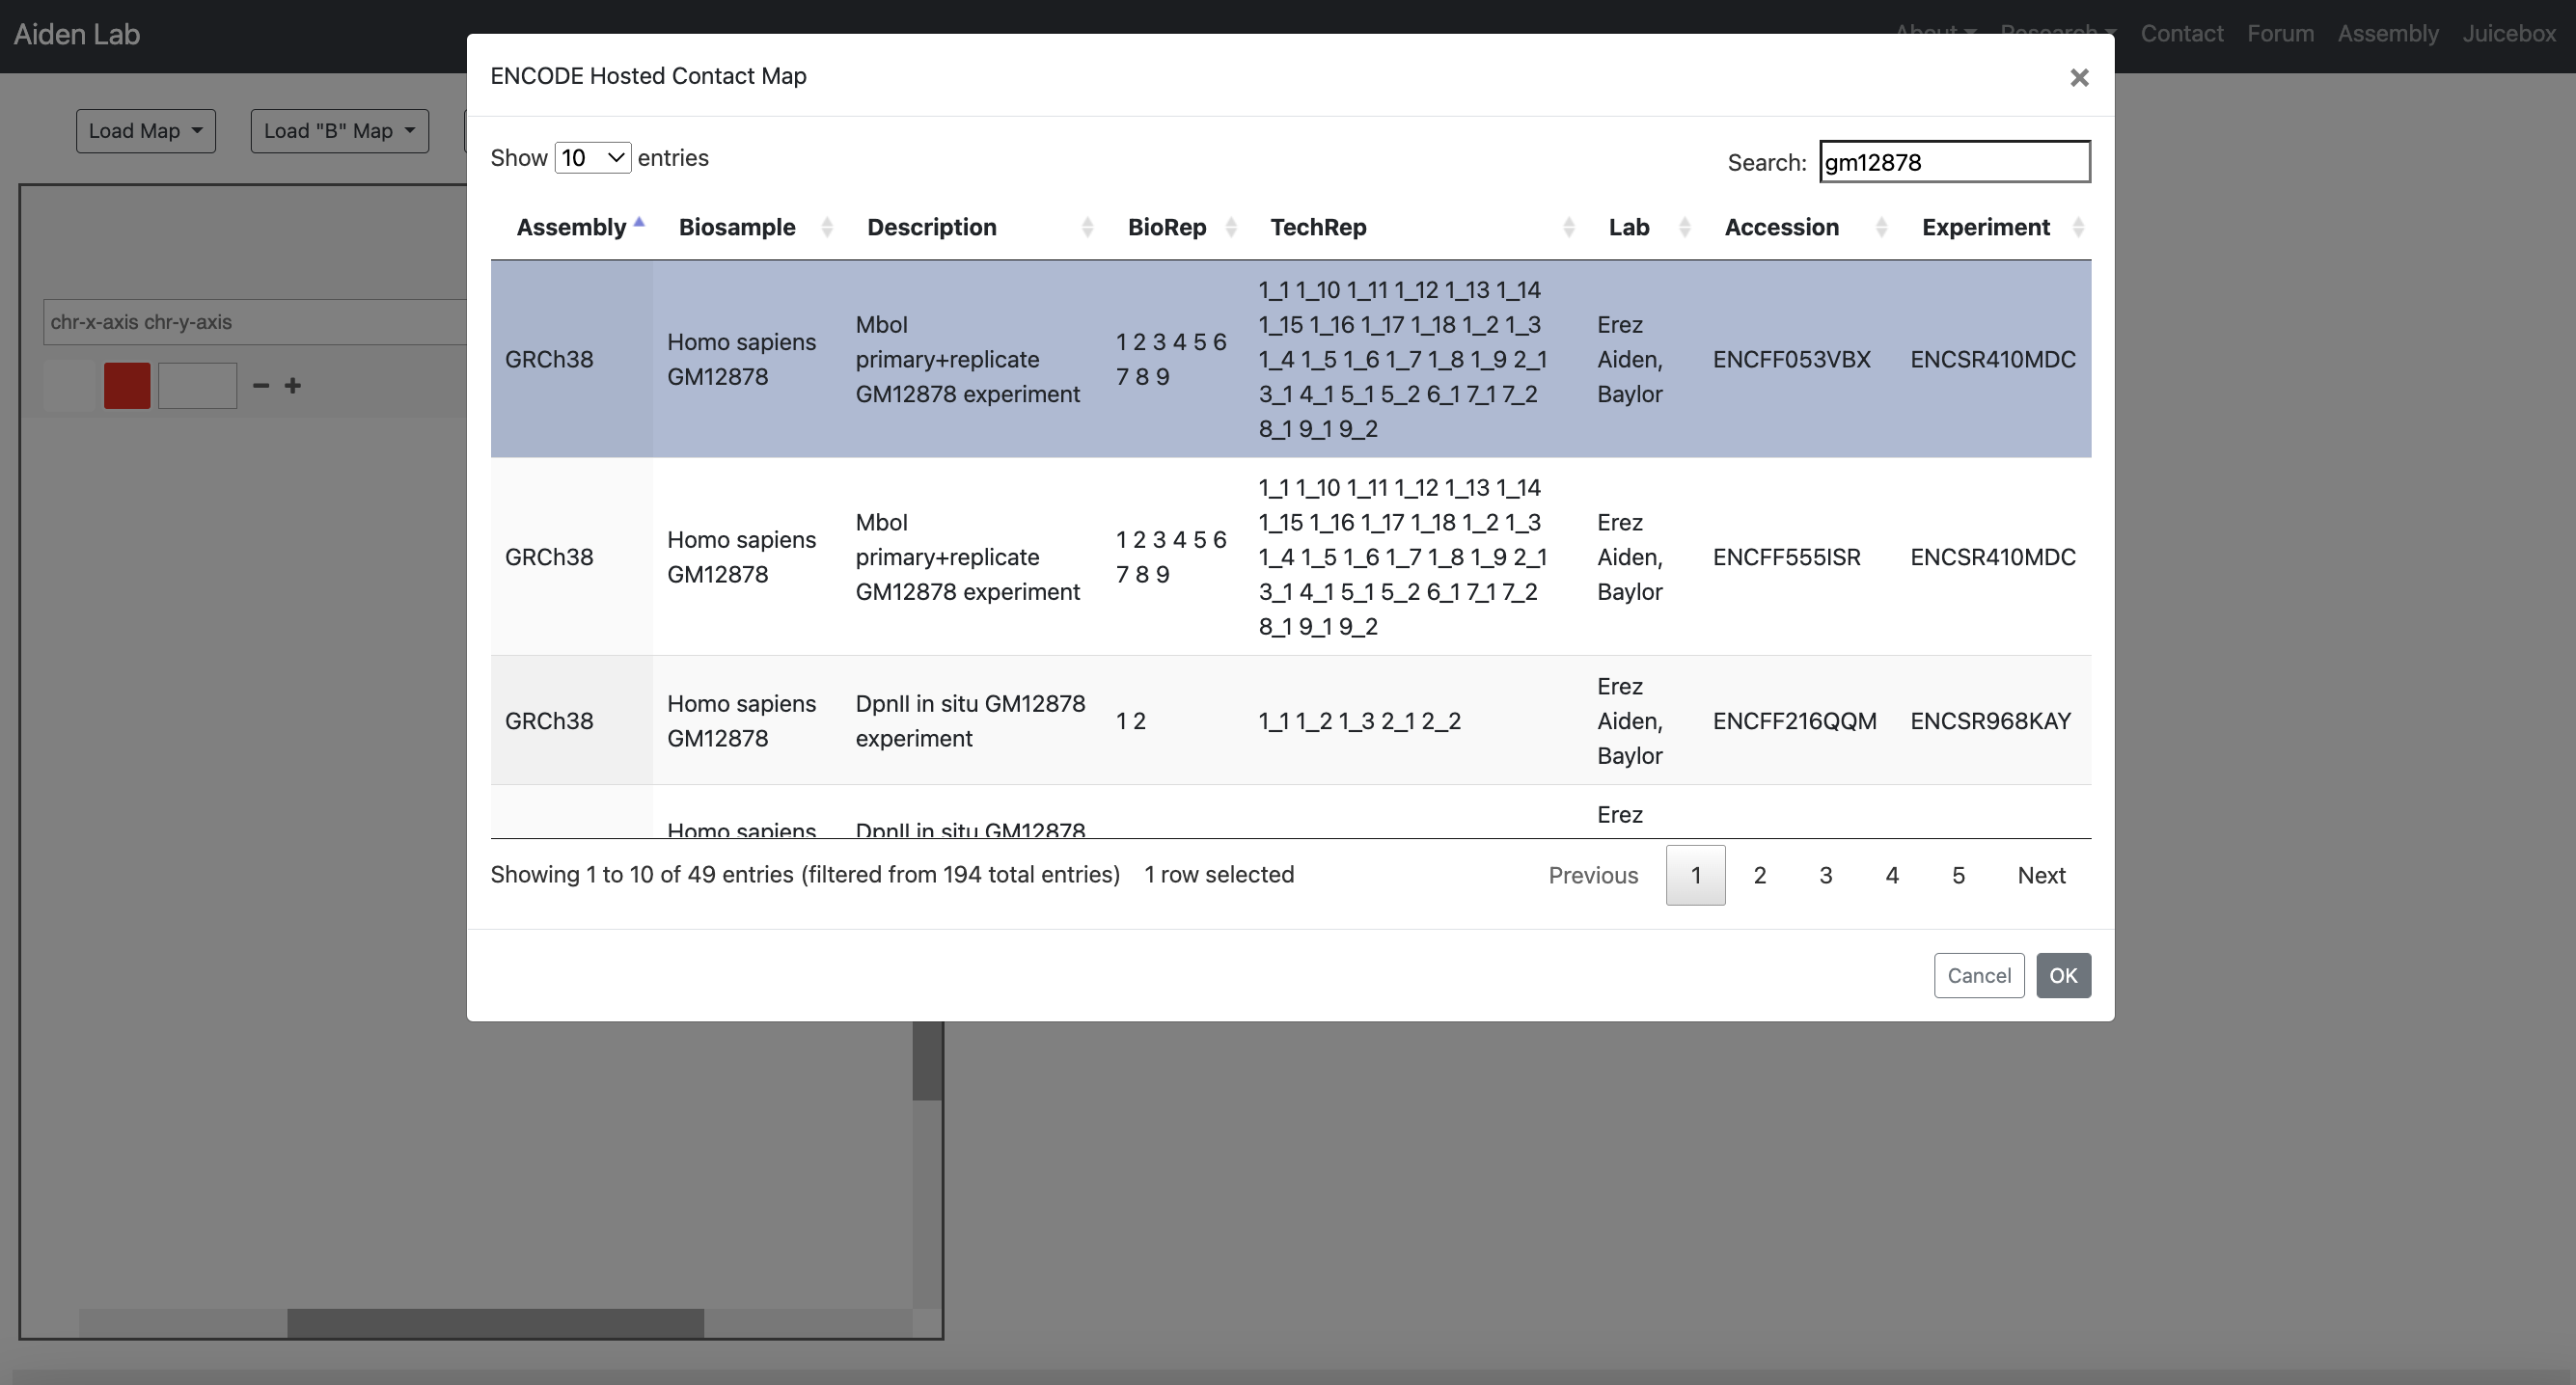 Aiden Lab
About Research Contact Forum Assembly Juicebox
Load Map
Load "B" Map
chr-x-axis chr-y-axis
ENCODE Hosted Contact Map
Show 10 entries
Search: gm12878
Assembly Biosample Description BioRep TechRep Lab Accession Experiment
GRCh38
Homo sapiens
GM12878
MboI
primary+replicate
GM12878 experiment
1 2 3 4 5 6
7 8 9
1_1 1_10 1_11 1_12 1_13 1_14
1_15 1_16 1_17 1_18 1_2 1_3
1_4 1_5 1_6 1_7 1_8 1_9 2_1
3_1 4_1 5_1 5_2 6_1 7_1 7_2
8_1 9_1 9_2
Erez
Aiden,
Baylor
ENCFF053VBX
ENCSR410MDC
GRCh38
Homo sapiens
GM12878
MboI
primary+replicate
GM12878 experiment
1 2 3 4 5 6
7 8 9
1_1 1_10 1_11 1_12 1_13 1_14
1_15 1_16 1_17 1_18 1_2 1_3
1_4 1_5 1_6 1_7 1_8 1_9 2_1
3_1 4_1 5_1 5_2 6_1 7_1 7_2
8_1 9_1 9_2
Erez
Aiden,
Baylor
ENCFF555ISR
ENCSR410MDC
GRCh38
Homo sapiens
GM12878
DpnII in situ GM12878
experiment
1 2
1_1 1_2 1_3 2_1 2_2
Erez
Aiden,
Baylor
ENCFF216QQM
ENCSR968KAY
Homo sapiens
DpnII in situ GM12878
Erez
Showing 1 to 10 of 49 entries (filtered from 194 total entries) 1 row selected
Previous 1 2 3 4 5 Next
Cancel
OK